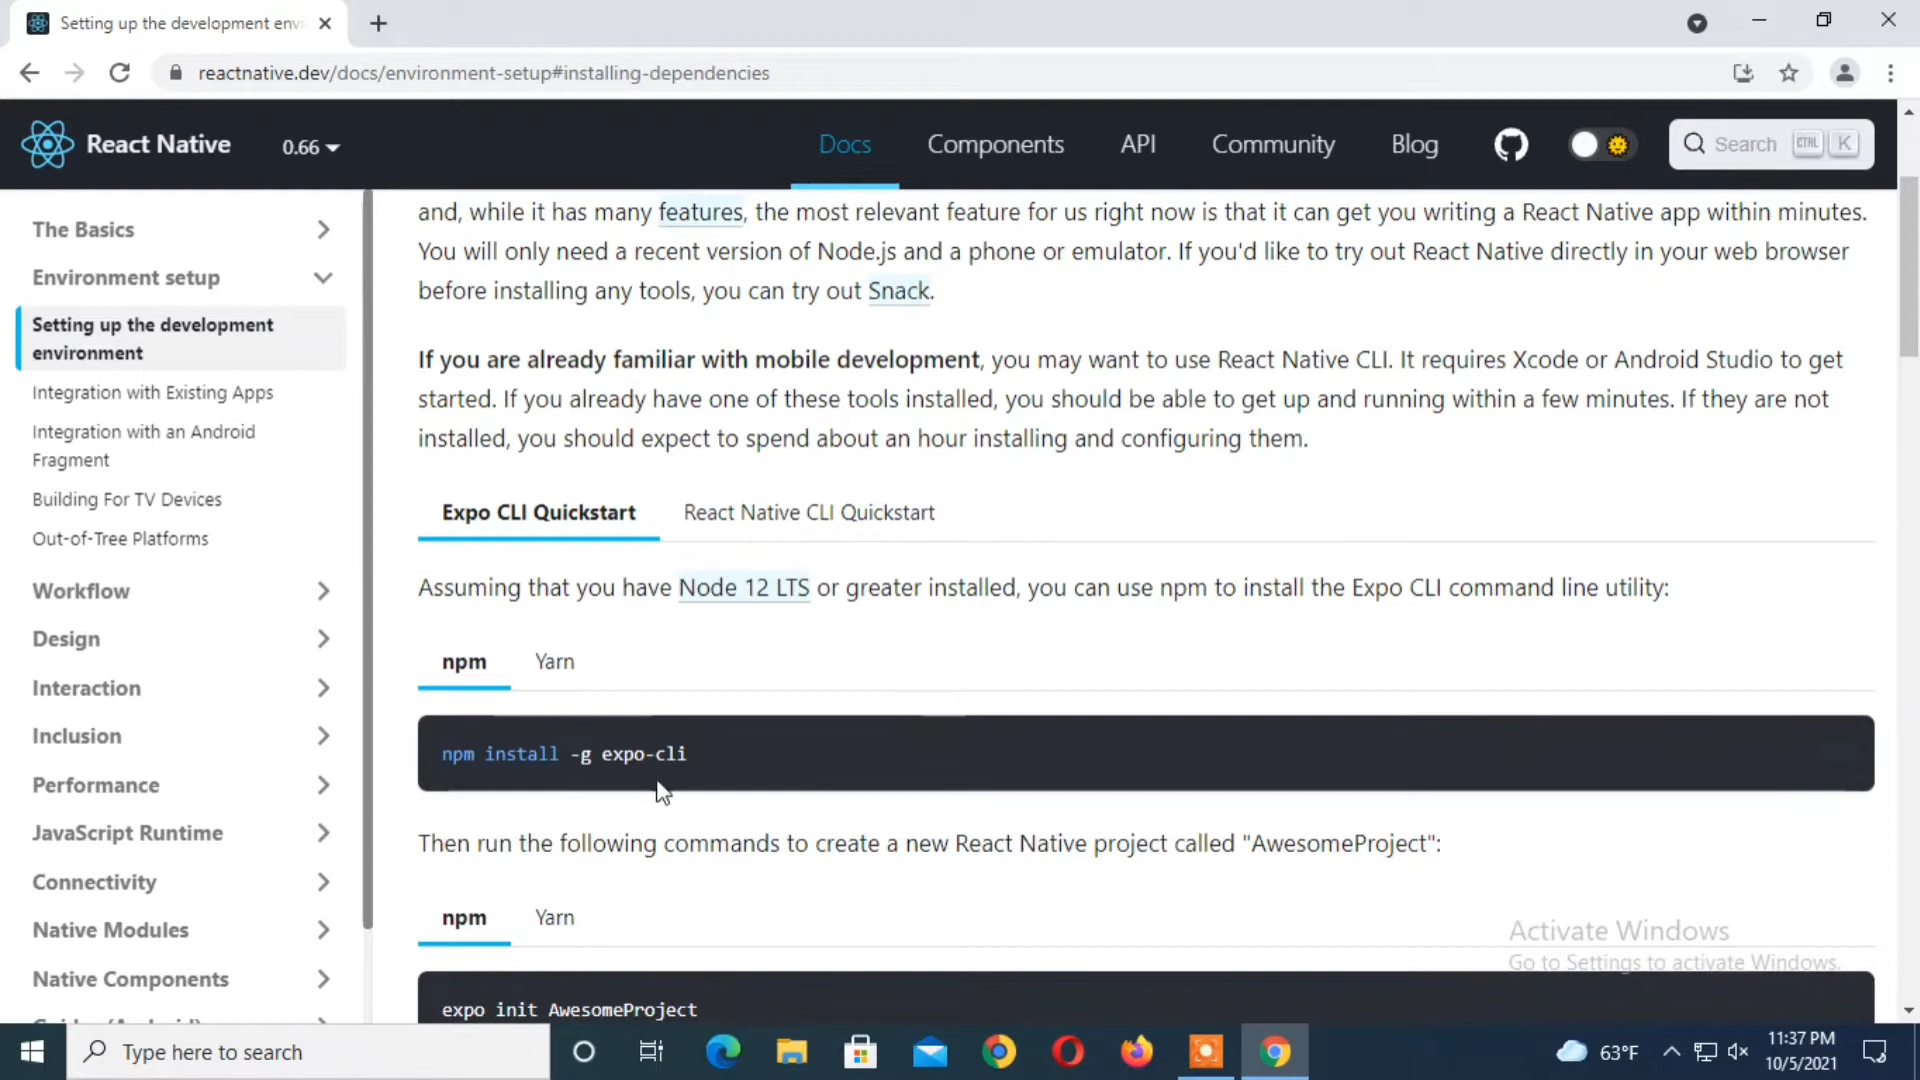 Setting up the development envi
reactnative.dev/docs/environment-setup#installing-dependencies
React Native
0.66
Docs
Components
API
Community
Blog
Search
CTRL
K
The Basics
Environment setup
Setting up the development
environment
Integration with Existing Apps
Integration with an Android
Fragment
Building For TV Devices
Out-of-Tree Platforms
Workflow
Design
Interaction
Inclusion
Performance
JavaScript Runtime
Connectivity
Native Modules
Native Components
Guides (Android)
and, while it has many features, the most relevant feature for us right now is that it can get you writing a React Native app within minutes.
You will only need a recent version of Node.js and a phone or emulator. If you'd like to try out React Native directly in your web browser
before installing any tools, you can try out Snack.
If you are already familiar with mobile development, you may want to use React Native CLI. It requires Xcode or Android Studio to get
started. If you already have one of these tools installed, you should be able to get up and running within a few minutes. If they are not
installed, you should expect to spend about an hour installing and configuring them.
Expo CLI Quickstart
React Native CLI Quickstart
Assuming that you have Node 12 LTS or greater installed, you can use npm to install the Expo CLI command line utility:
npm
Yarn
npm install -g expo-cli
Then run the following commands to create a new React Native project called "AwesomeProject":
npm
Yarn
expo init AwesomeProject
Activate Windows
Go to Settings to activate Windows.
Type here to search
63°F
11:37 PM
10/5/2021